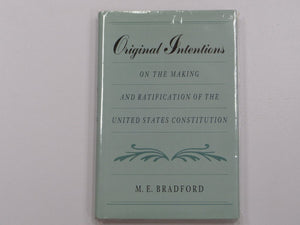 Original Intentions
ON THE MAKING
AND RATIFICATION OF THE
UNITED STATES CONSTITUTION
M. E. BRADFORD